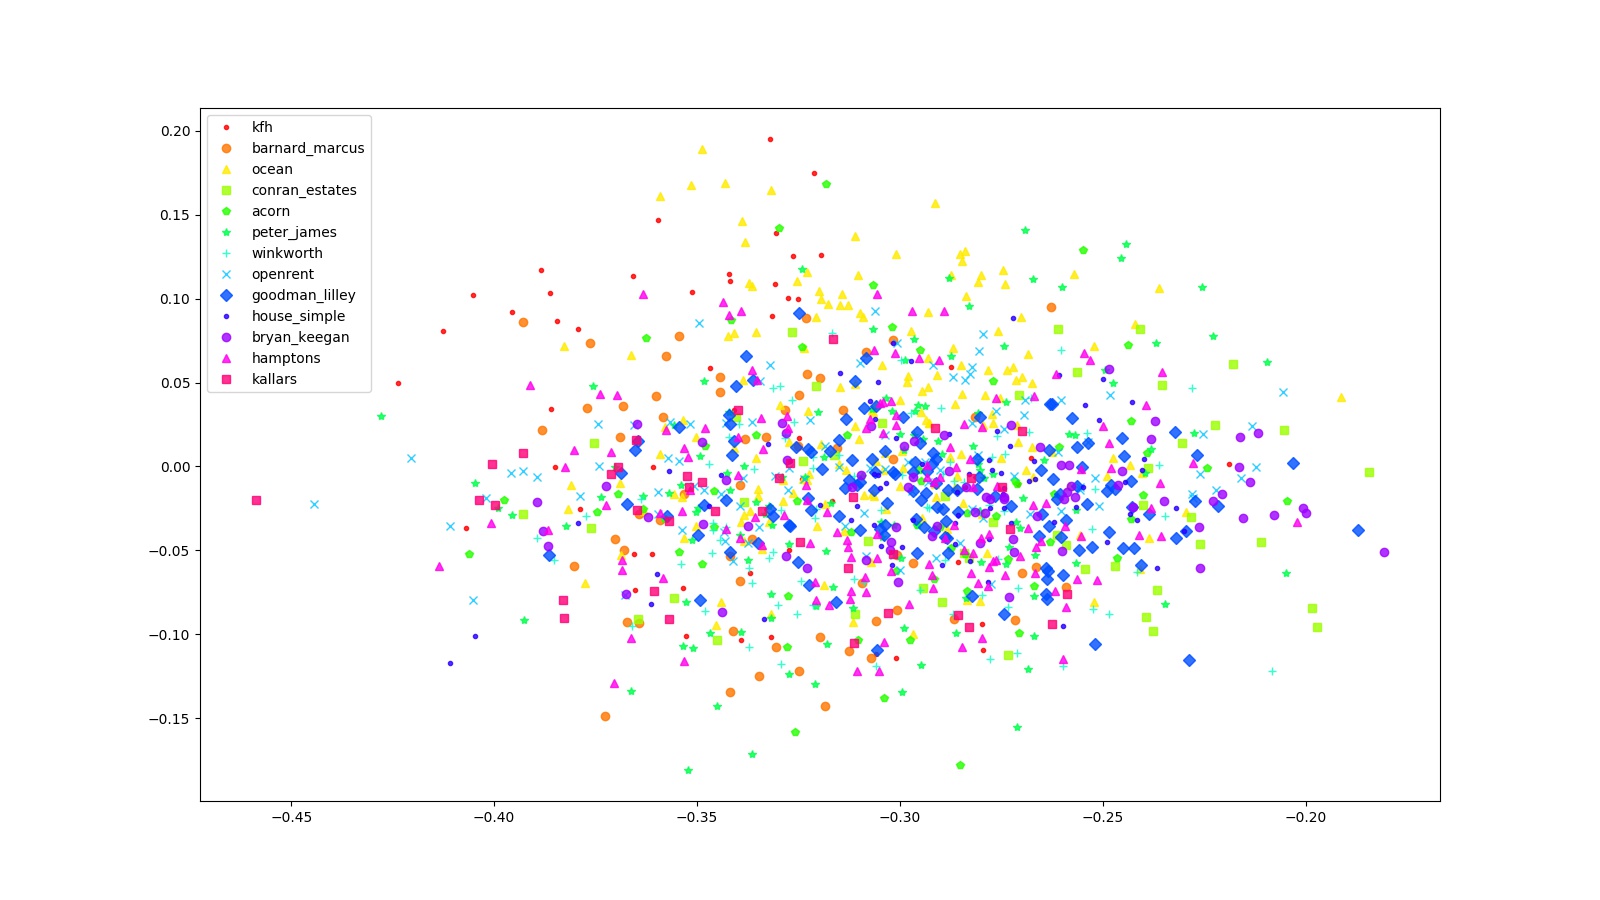 kfh
barnard_marcus
ocean
conran_estates
acorn
peter_james
winkworth
openrent
goodman_lilley
house_simple
bryan_keegan
hamptons
kallars
0.20
0.15
0.10
0.05
0.00
−0.05
−0.10
−0.15
−0.45 −0.40 −0.35 −0.30 −0.25 −0.20